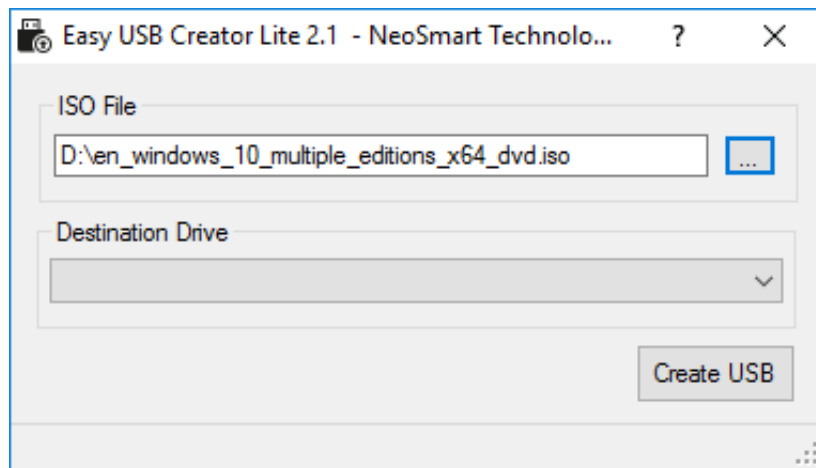 Easy USB Creator Lite 2.1 - NeoSmart Technolo... ?
ISO File
D:\en_windows_10_multiple_editions_x64_dvd.iso ...
Destination Drive
Create USB